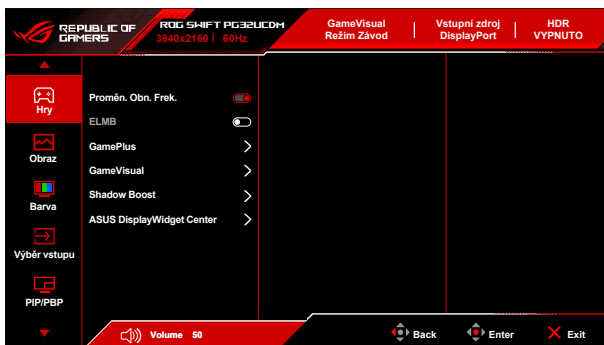 REPUBLIC OF
GAMERS
ROG SWIFT PG32UCDM
3840x2160 | 60Hz
GameVisual
Režim Závod
Vstupní zdroj
DisplayPort
HDR
VYPNUTO
Hry
Obraz
Barva
Výběr vstupu
PIP/PBP
Proměn. Obn. Frek.
ELMB
GamePlus
GameVisual
Shadow Boost
ASUS DisplayWidget Center
Volume 50
Back
Enter
Exit